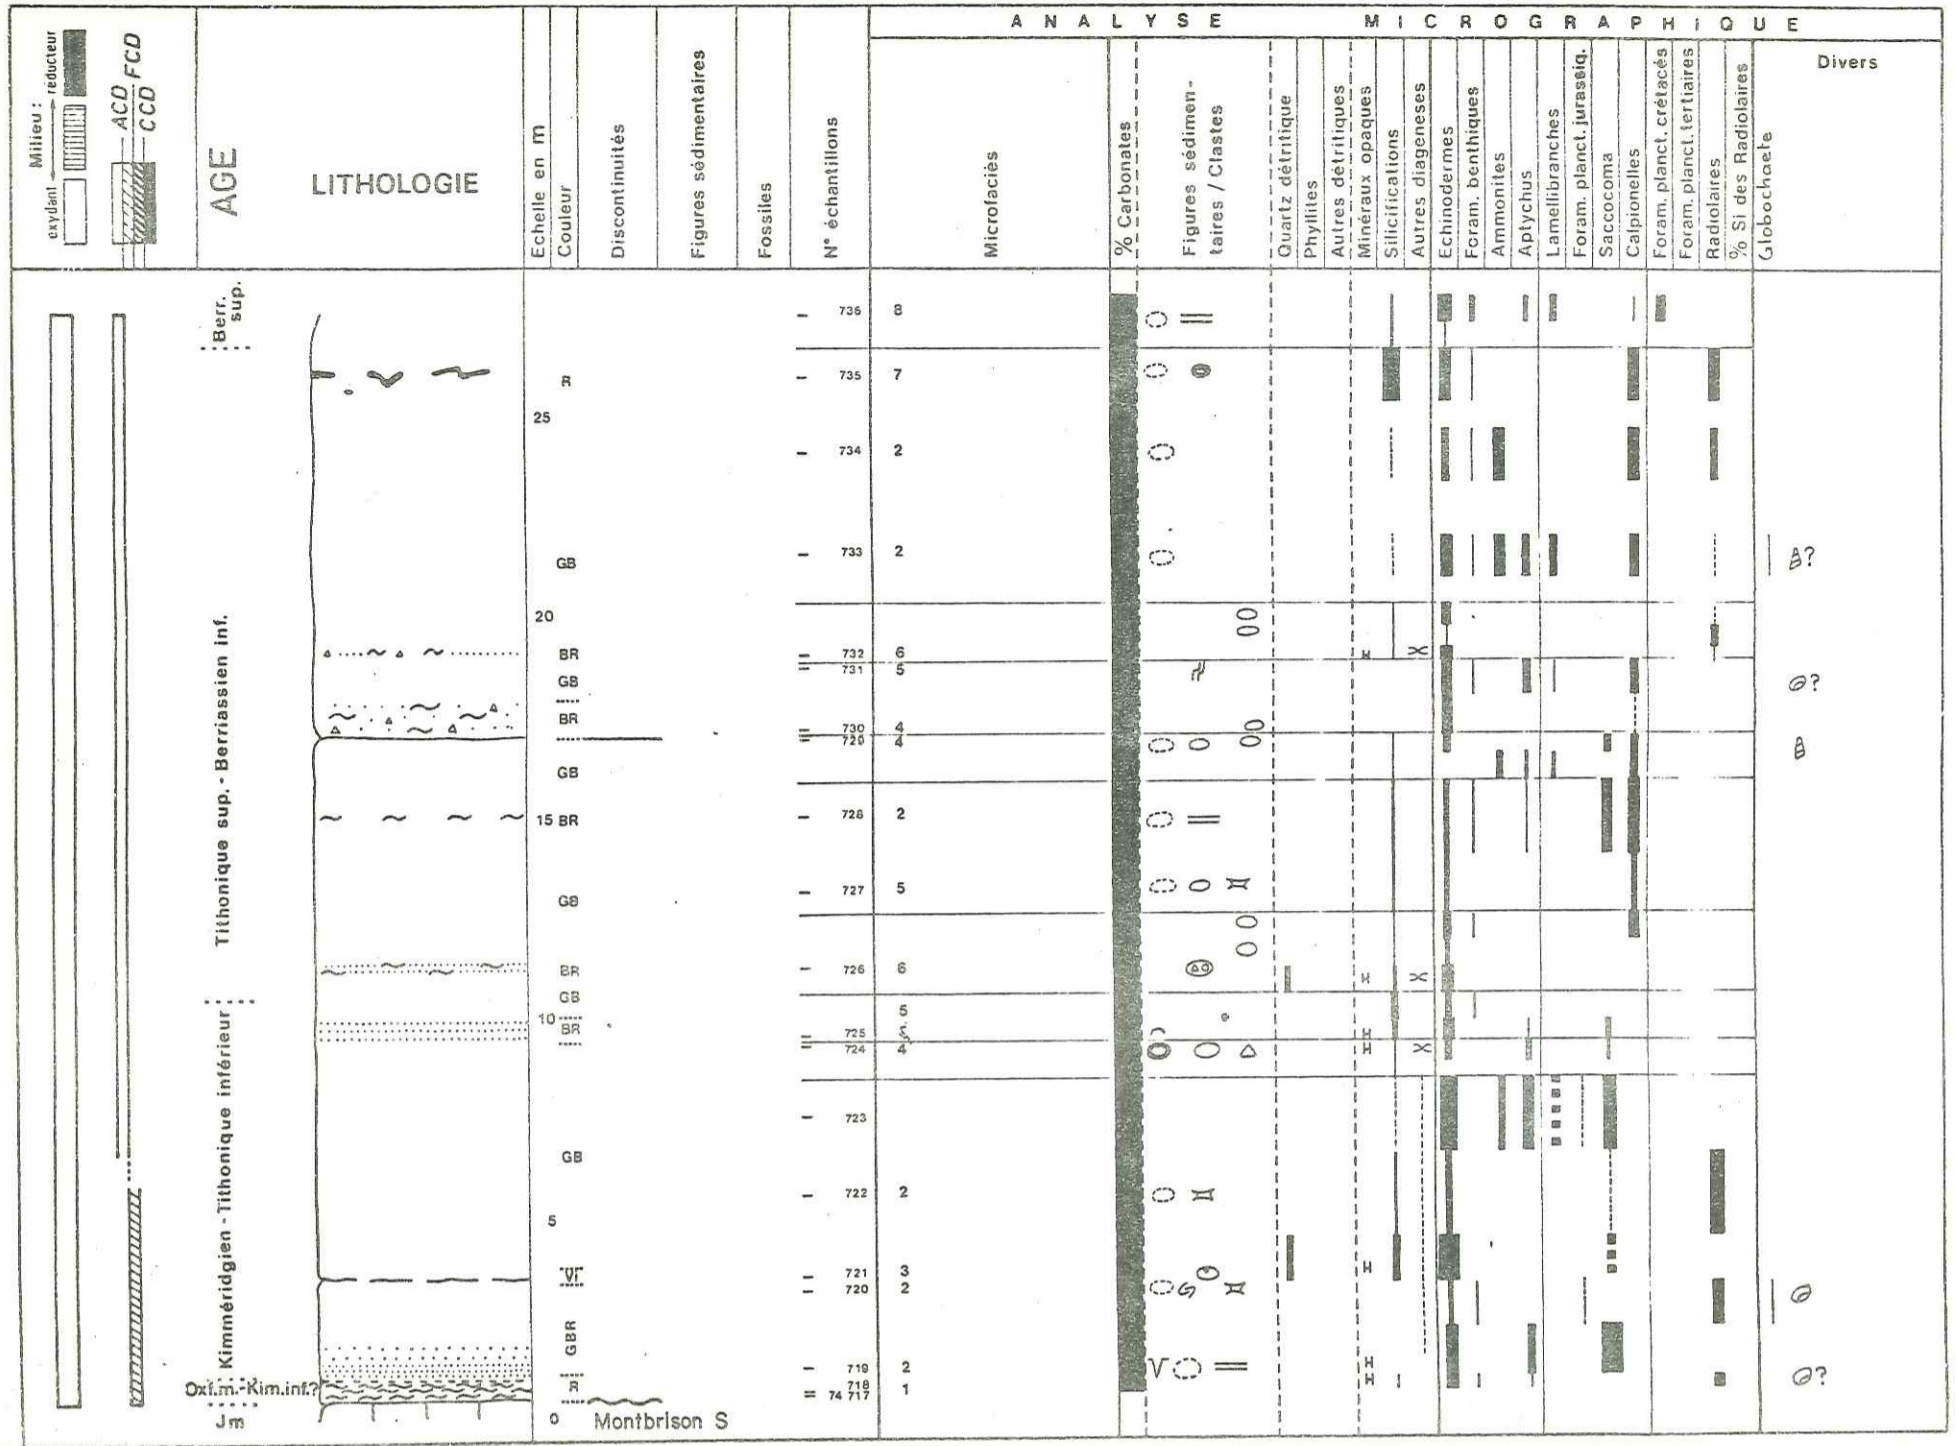 ANALYSE MICROGRAPHIQUE
Milieu :
oxydant réducteur
ACD
FCD
CCD
AGE
LITHOLOGIE
Echelle en m
Couleur
Discontinuités
Figures sédimentaires
Fossiles
N° échantillons
Microfaciès
% Carbonates
Figures sédimen-
taires / Clastes
Quartz détritique
Phyllites
Autres détritiques
Minéraux opaques
Silicifications
Autres diageneses
Echinodermes
Foram. benthiques
Ammonites
Aptychus
Lamellibranches
Foram. planct. jurassiq.
Saccocoma
Calpionelles
Foram. planct. crétacés
Foram. planct. tertiaires
Radiolaires
% Si des Radiolaires
Globochaete
Divers
Berr.
sup.
736 8
R 735 7
25
734 2
GB 733 2 ?
20
BR 732 6
731 5
GB ?
BR
730 4
729 4
GB
15 BR 728 2
727 5
GB
Tithonique sup. - Berriassien inf.
BR 726 6
GB
5
10 BR
725
724 4
723
GB
722 2
5
VI 721 3
720 2
GBR
Kimméridgien - Tithonique inférieur
719 2
Oxf.m.-Kim.inf.? R 718
74 717 1 ?
Jm 0 Montbrison S